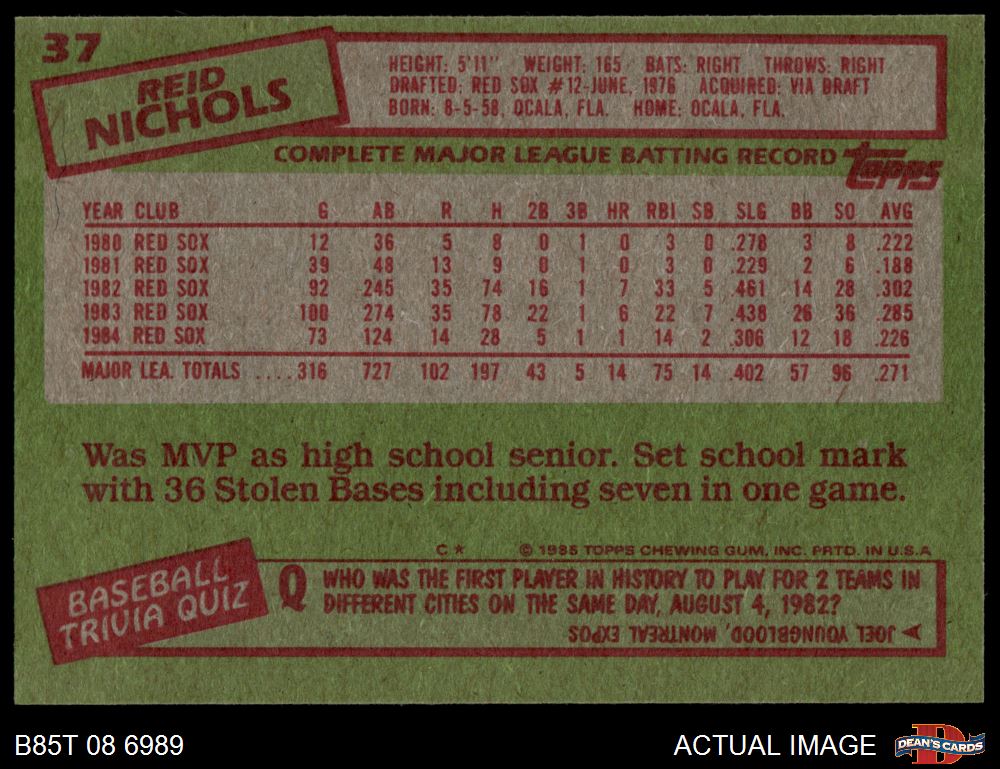 37
REID
NICHOLS
HEIGHT: 5'11" WEIGHT: 165 BATS: RIGHT THROWS: RIGHT
DRAFTED: RED SOX #12-JUNE, 1976 ACQUIRED: VIA DRAFT
BORN: 8-5-58, OCALA, FLA. HOME: OCALA, FLA.
COMPLETE MAJOR LEAGUE BATTING RECORD topps
YEAR CLUB G AB R H 2B 3B HR RBI SB SLG BB SO AVG
1980 RED SOX 12 36 5 8 0 1 0 3 0 .278 3 8 .222
1981 RED SOX 39 48 13 9 0 1 0 3 0 .229 2 6 .188
1982 RED SOX 92 245 35 74 16 1 7 33 5 .461 14 28 .302
1983 RED SOX 100 274 35 78 22 1 6 22 7 .438 26 36 .285
1984 RED SOX 73 124 14 28 5 1 1 14 2 .306 12 18 .226
MAJOR LEA. TOTALS ....316 727 102 197 43 5 14 75 14 .402 57 96 .271
Was MVP as high school senior. Set school mark
with 36 Stolen Bases including seven in one game.
C* © 1985 TOPPS CHEWING GUM, INC. PRTD. IN U.S.A
BASEBALL
TRIVIA QUIZ
Q WHO WAS THE FIRST PLAYER IN HISTORY TO PLAY FOR 2 TEAMS IN
DIFFERENT CITIES ON THE SAME DAY, AUGUST 4, 1982?
A JOEL YOUNGBLOOD, MONTREAL EXPOS
B85T 08 6989
ACTUAL IMAGE
DEAN'S CARDS